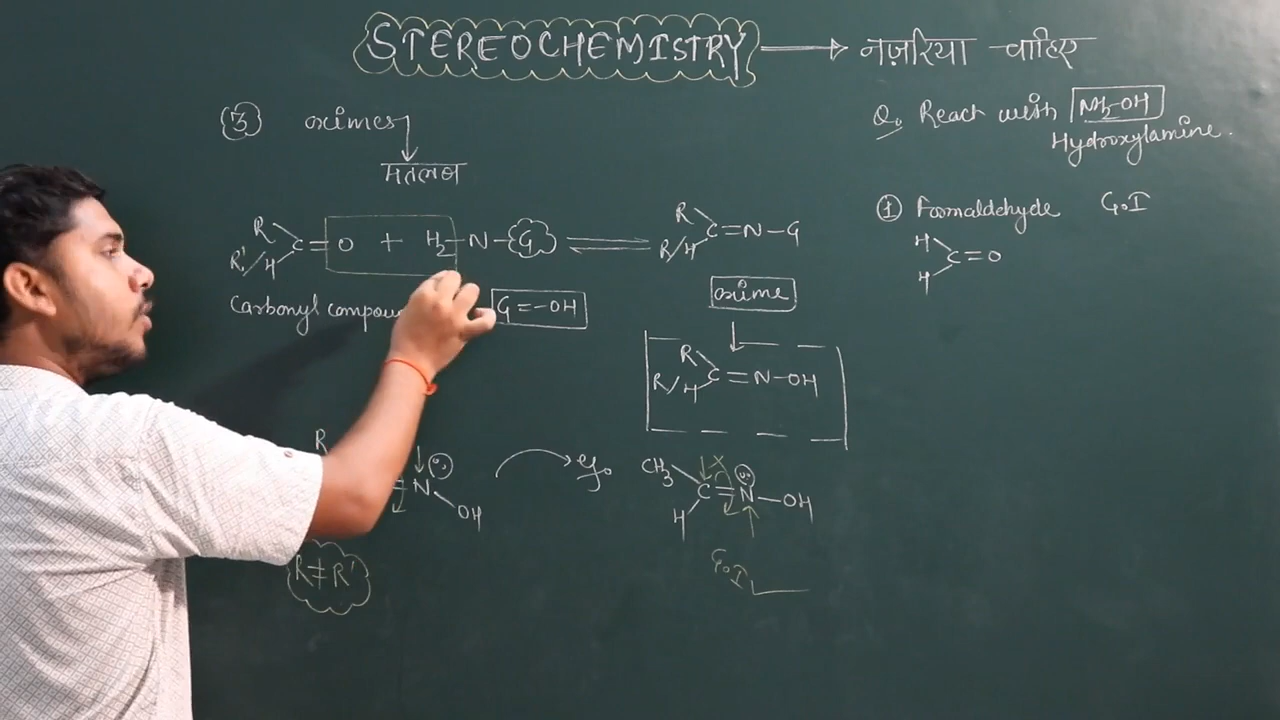 STEREOCHEMISTRY → नज़रिया चाहिए
(3) oximes
मतलब
R
R'/H C=O + H2-N-G ⇌ R R/H C=N-G
Carbonyl G=-OH
oxime
R
R/H C=N-OH
R N OH
R≠R'
eg.
CH3 C=N-OH
H
G.I
Q. React with NH2-OH
Hydroxylamine.
① Formaldehyde G.I
H
C=O
H